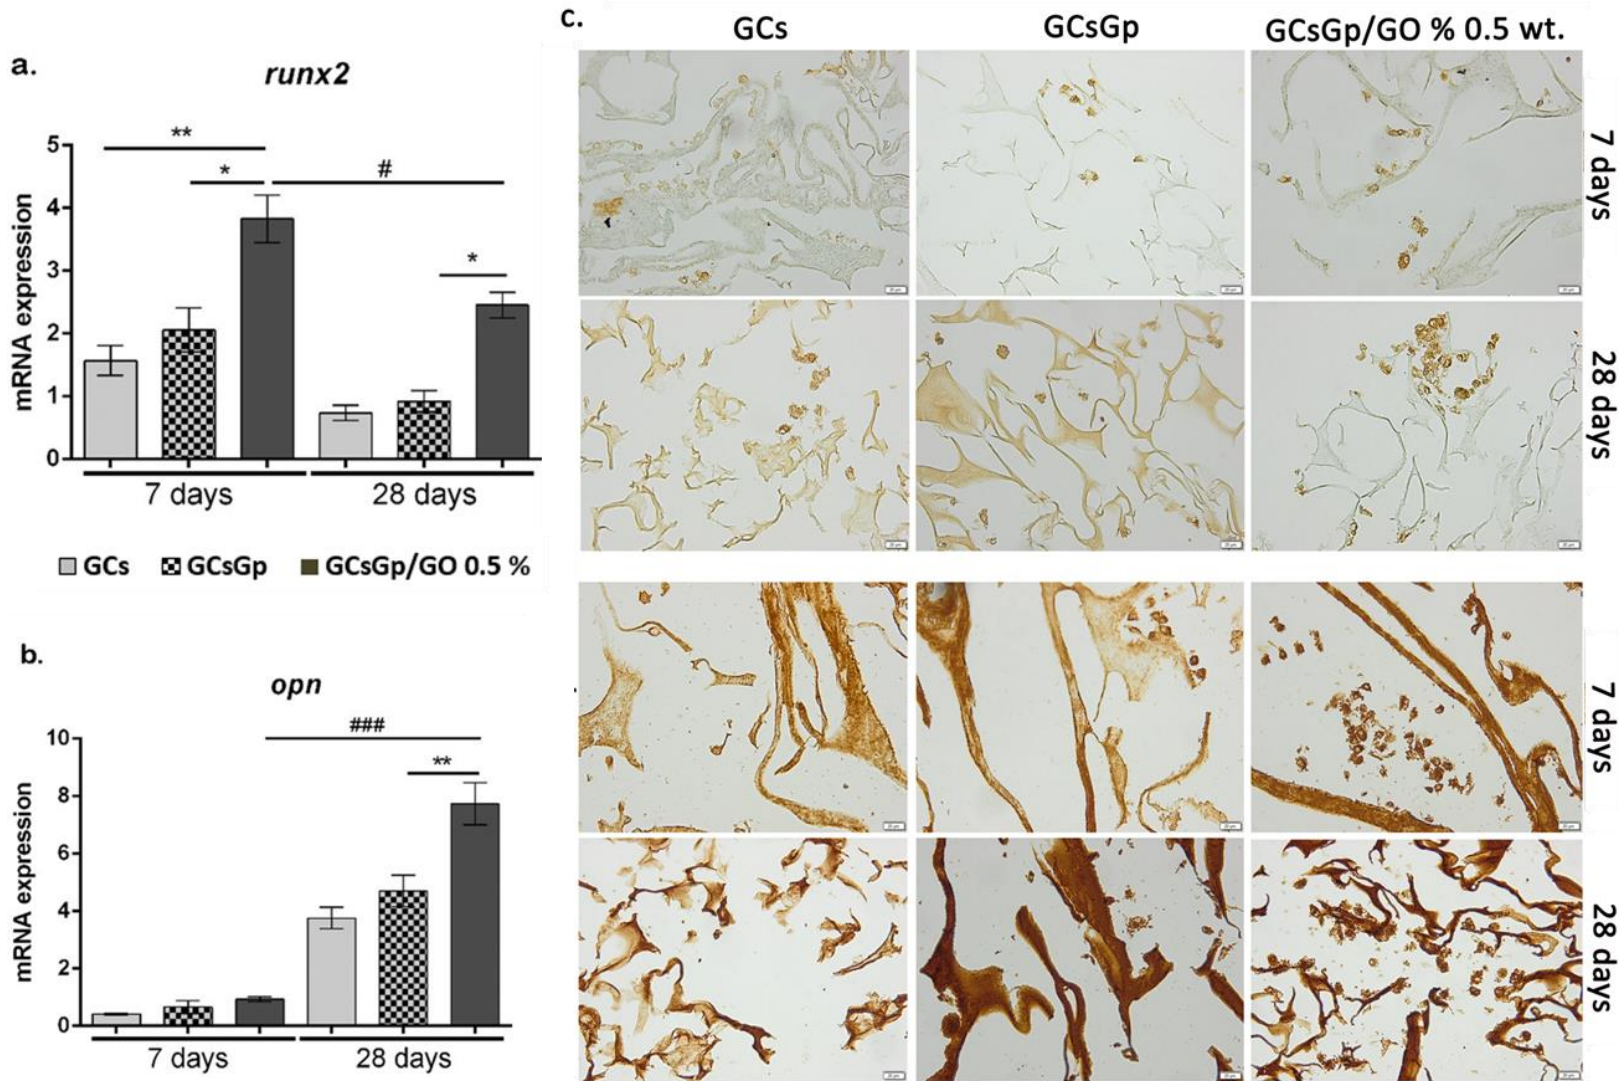 a.
runx2
mRNA expression
5
4
3
2
1
0
**
*
#
*
7 days
28 days
GCs
GCsGp
GCsGp/GO 0.5 %
b.
opn
mRNA expression
10
8
6
4
2
0
###
**
7 days
28 days
c.
GCs
GCsGp
GCsGp/GO % 0.5 wt.
7 days
28 days
7 days
28 days